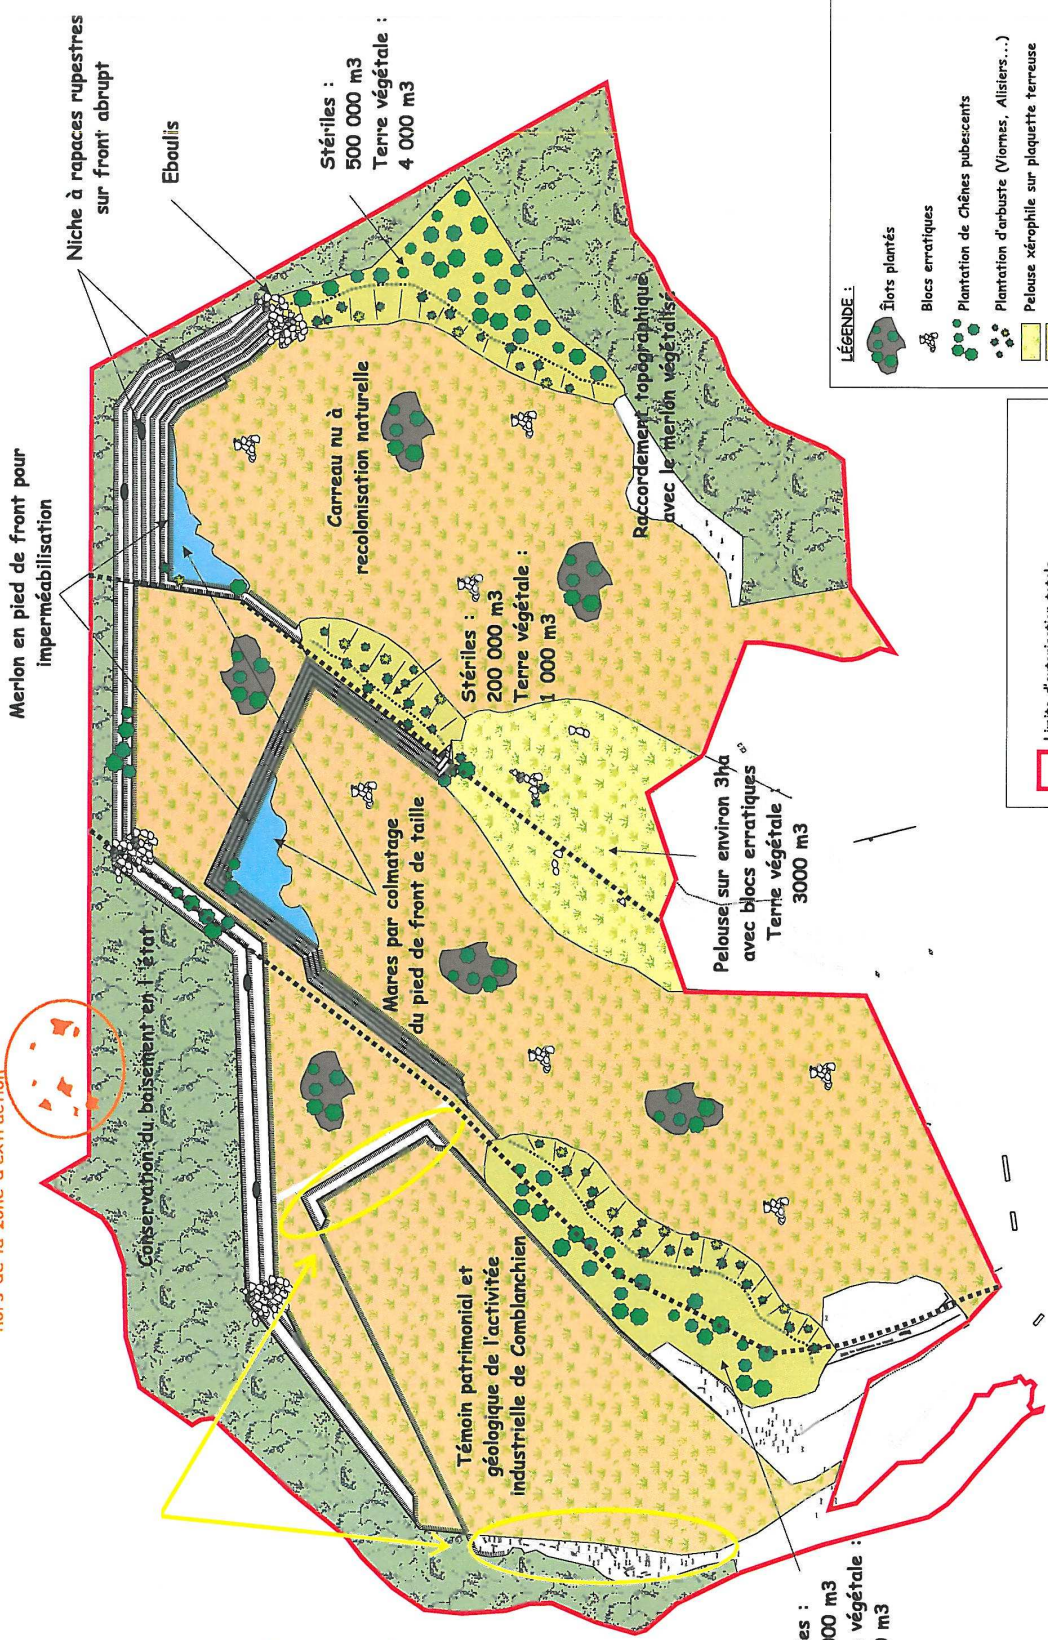 Merlon en pied de front pour
imperméabilisation
Niche à rapaces rupestres
sur front abrupt
Eboulis
Stériles :
500 000 m3
Terre végétale :
4 000 m3
Conservation du boisement en l'état
Carreau nu à
recolonisation naturelle
Raccordement topographique
avec le merlon végétalisé
Stériles :
200 000 m3
Terre végétale :
1 000 m3
Mares par colmatage
du pied de front de taille
Pelouse sur environ 3ha
avec blocs erratiques
Terre végétale
3000 m3
Témoin patrimonial et
géologique de l'activitée
industrielle de Comblanchien
végétale :
m3
LÉGENDE :
Îlots plantés
Blocs erratiques
Plantation de Chênes pubescents
Plantation d'arbuste (Viornes, Alisiers...)
Pelouse xérophile sur plaquette terreuse